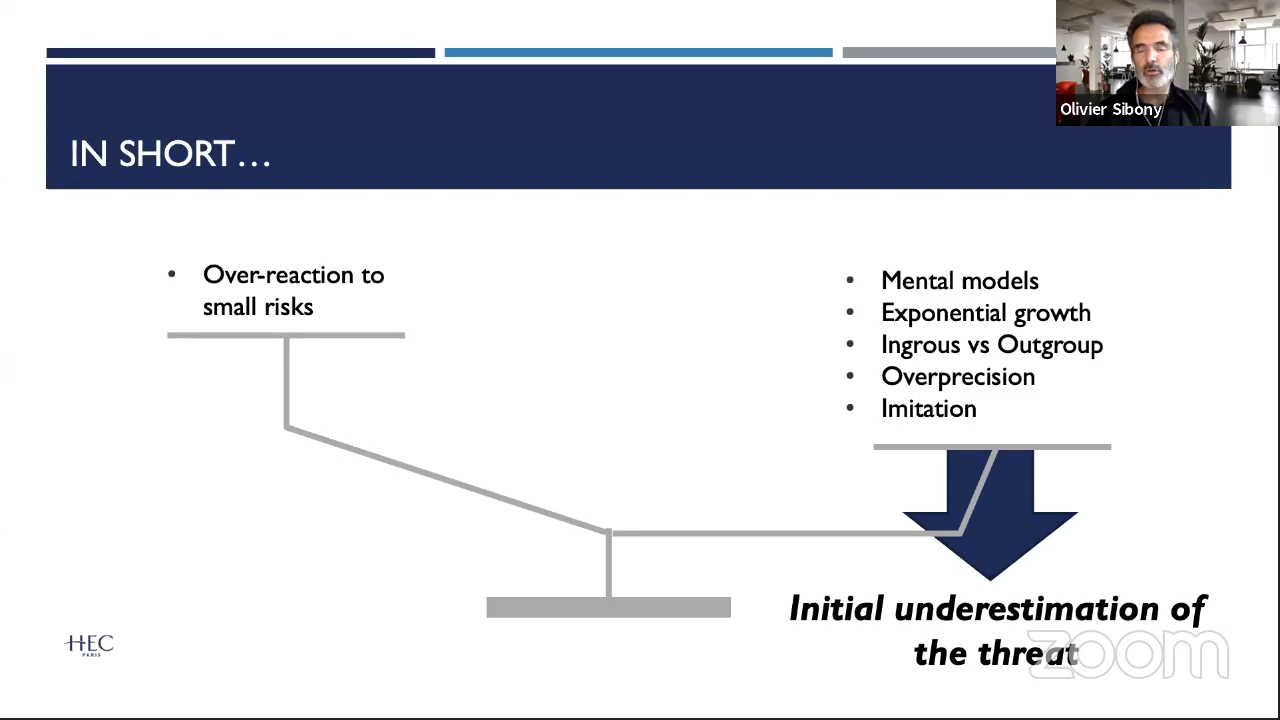 Olivier Sibony
IN SHORT…
• Over-reaction to
small risks
• Mental models
• Exponential growth
• Ingrous vs Outgroup
• Overprecision
• Imitation
Initial underestimation of
the threat
HEC
PARIS
zoom